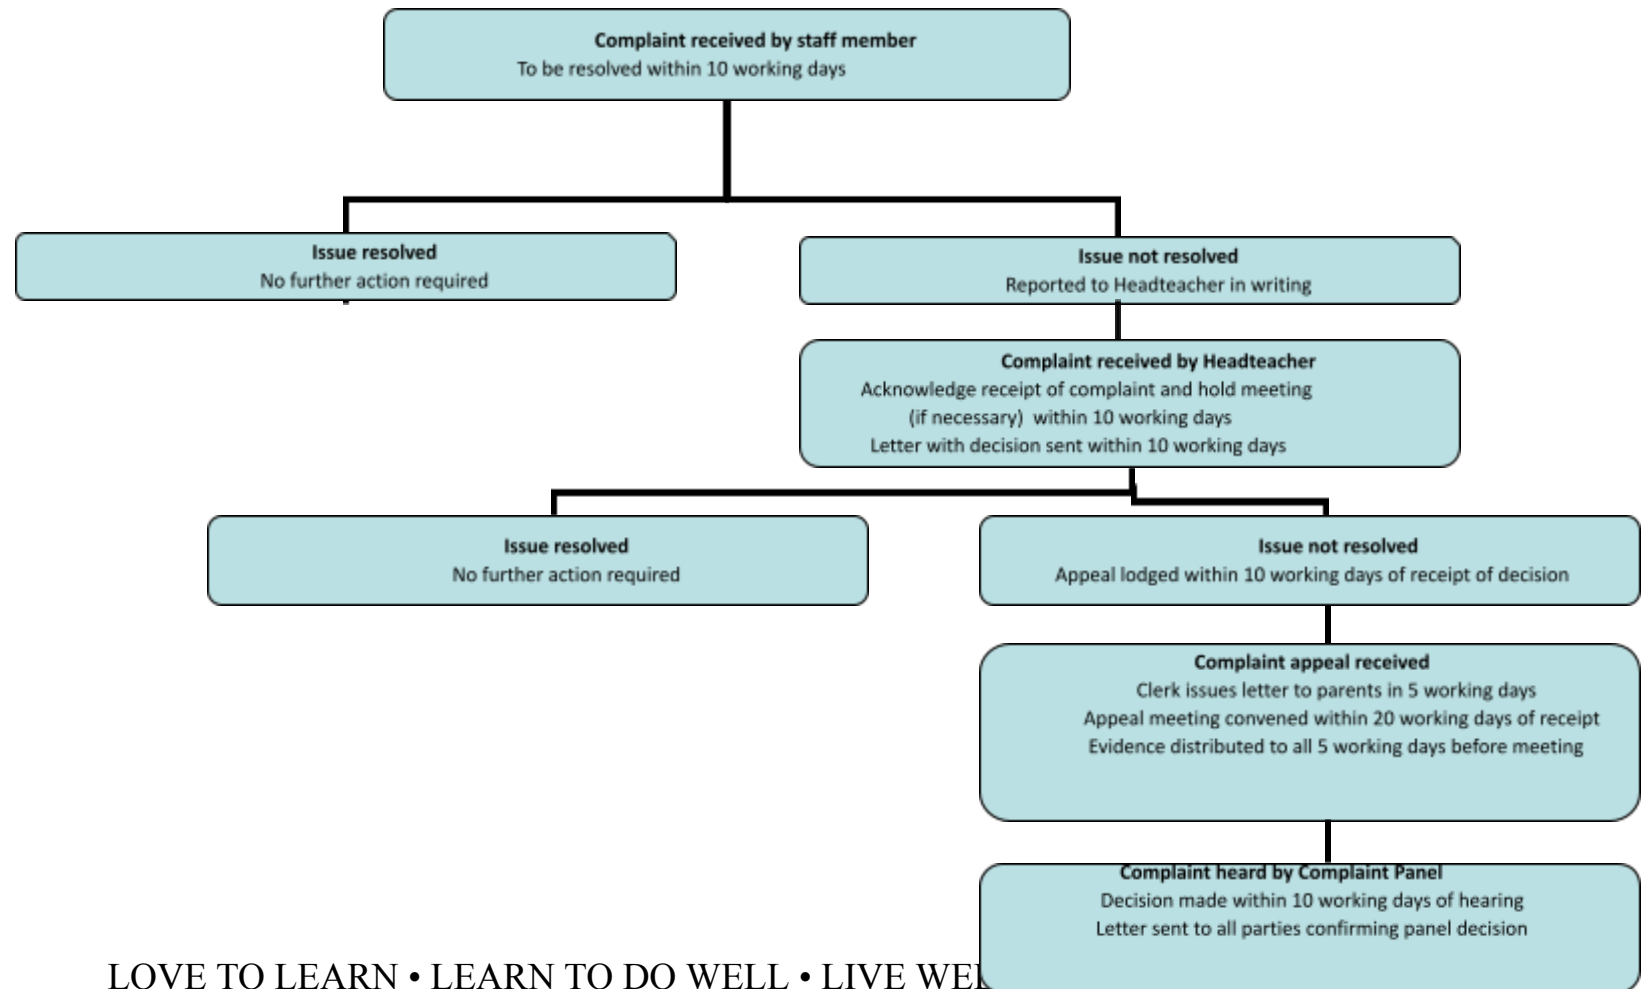 Complaint received by staff member
To be resolved within 10 working days
Issue resolved
No further action required
Issue not resolved
Reported to Headteacher in writing
Complaint received by Headteacher
Acknowledge receipt of complaint and hold meeting
(if necessary)  within 10 working days
Letter with decision sent within 10 working days
Issue resolved
No further action required
Issue not resolved
Appeal lodged within 10 working days of receipt of decision
Complaint appeal received
Clerk issues letter to parents in 5 working days
Appeal meeting convened within 20 working days of receipt
Evidence distributed to all 5 working days before meeting
Complaint heard by Complaint Panel
Decision made within 10 working days of hearing
Letter sent to all parties confirming panel decision
LOVE TO LEARN • LEARN TO DO WELL • LIVE